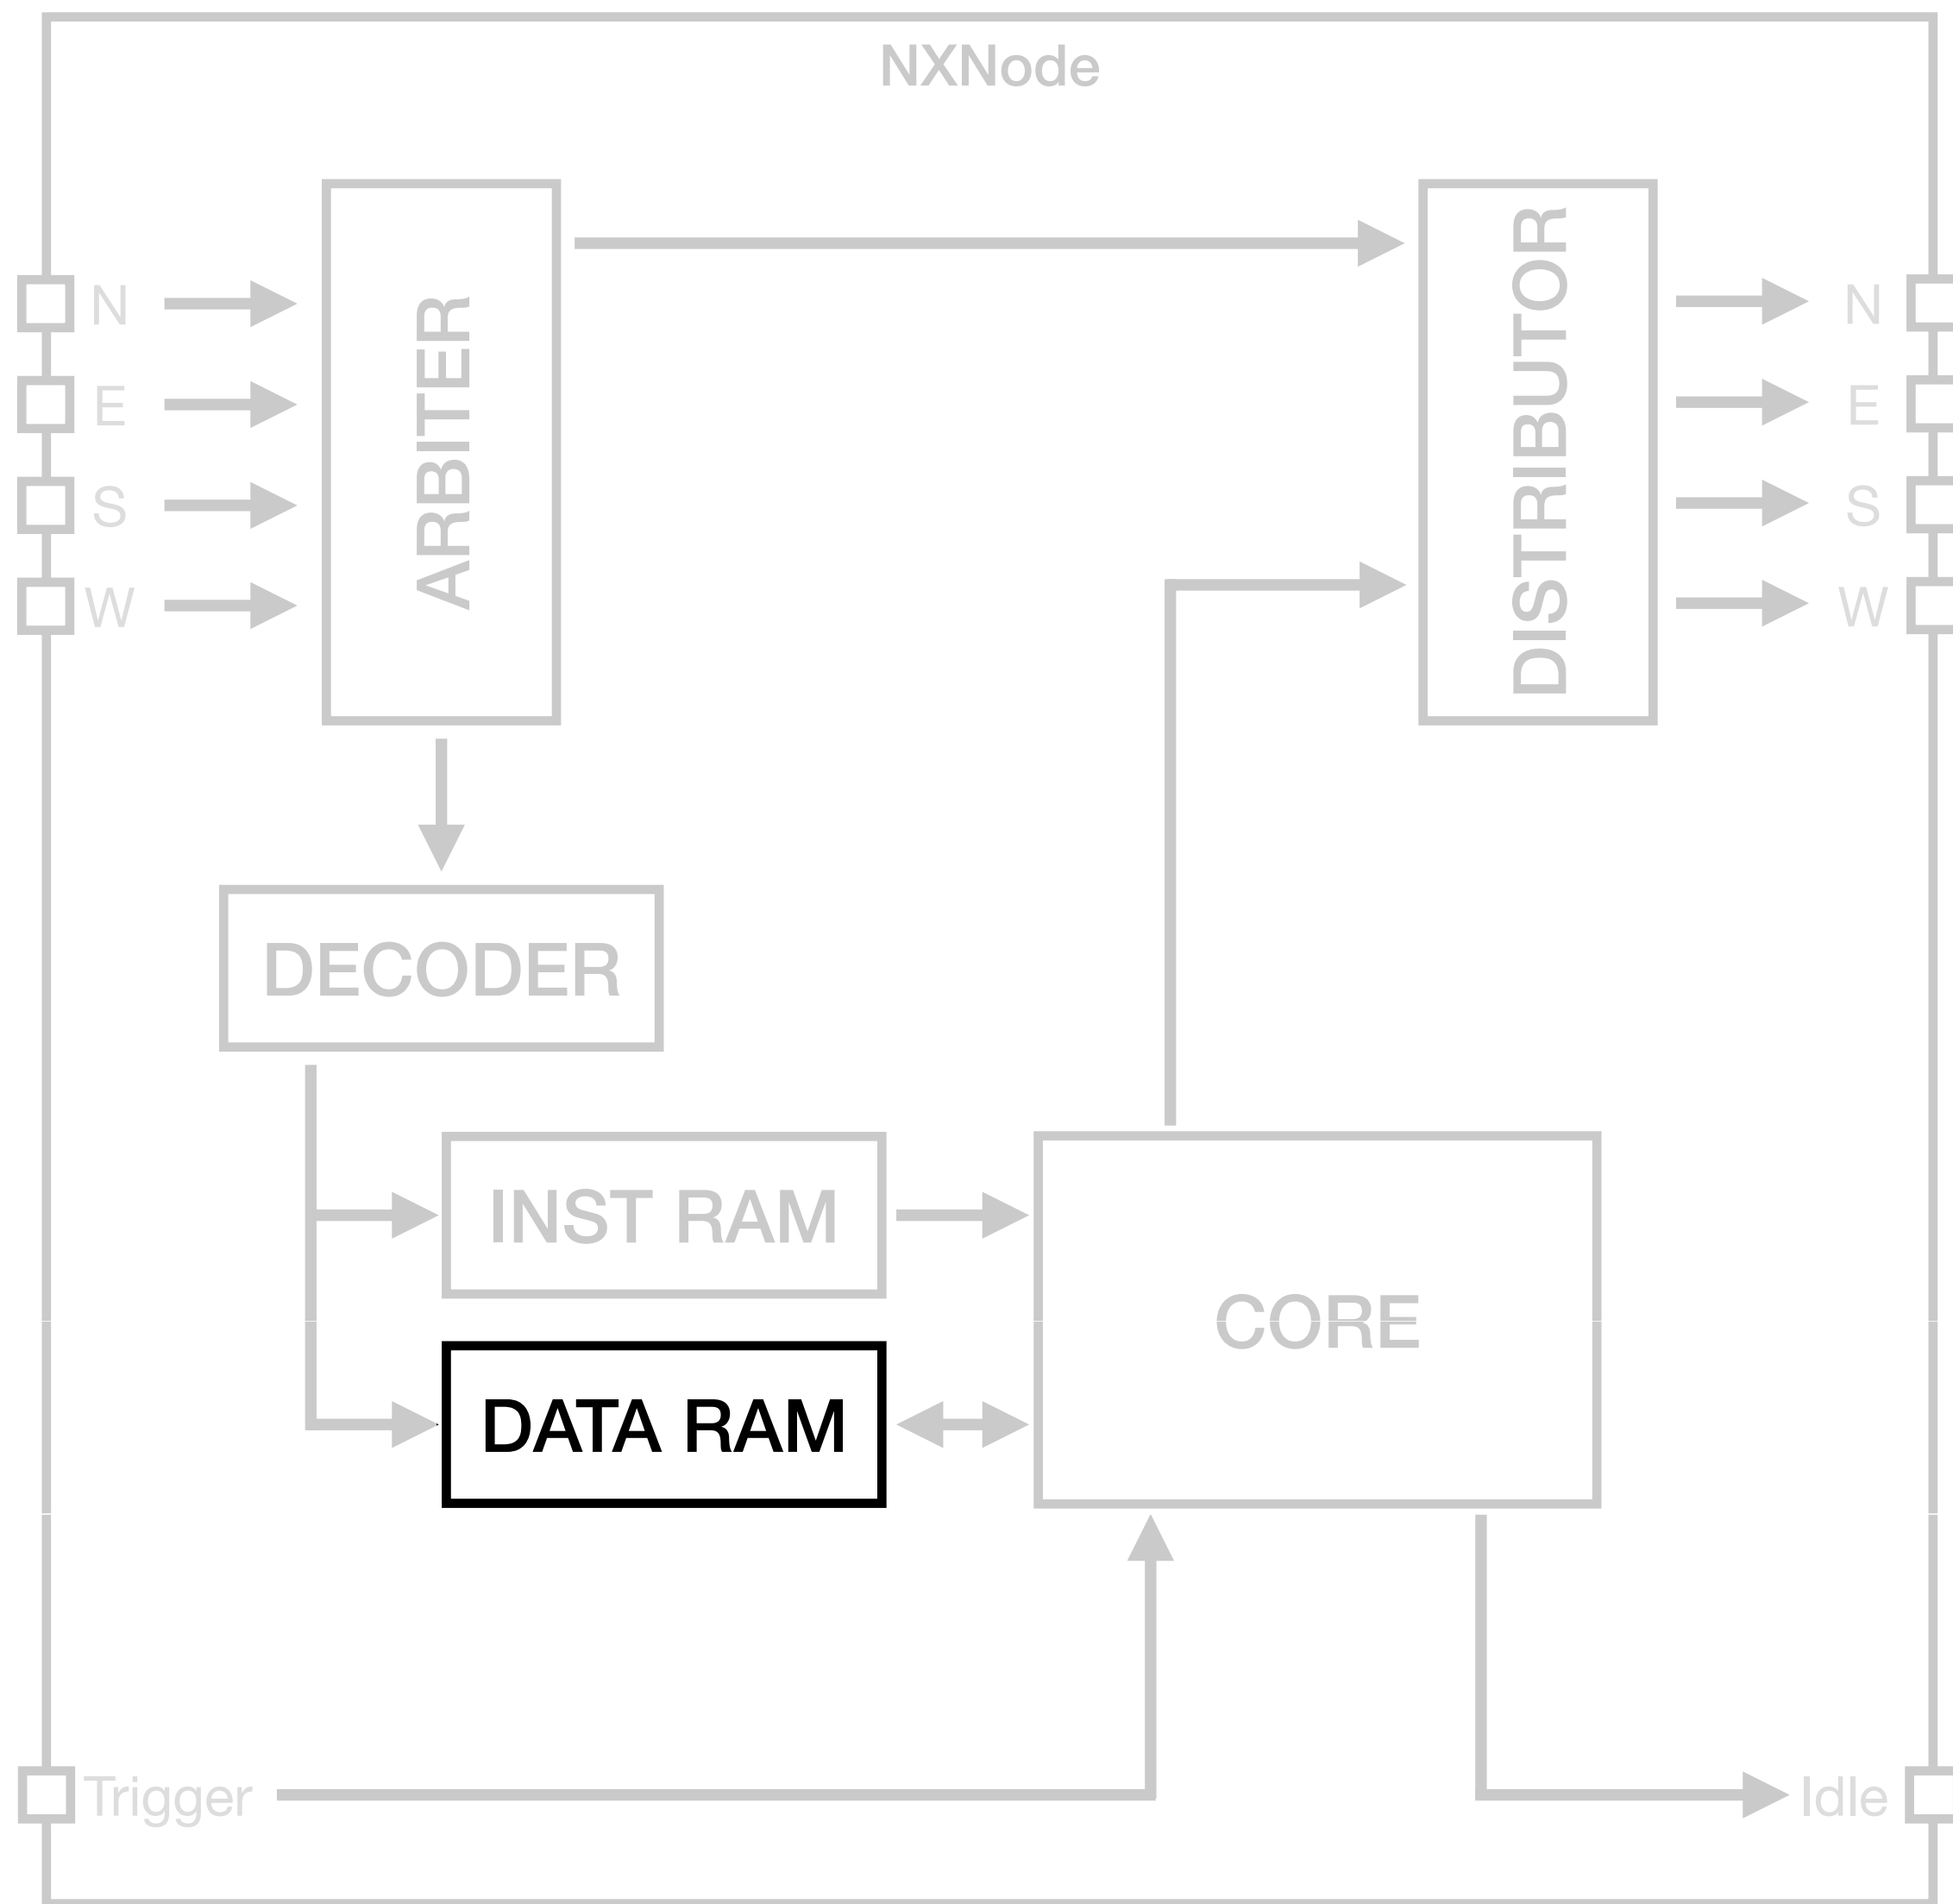 NXNode
N
E
S
W
ARBITER
DISTRIBUTOR
N
E
S
W
DECODER
INST RAM
CORE
DATA RAM
Trigger
Idle